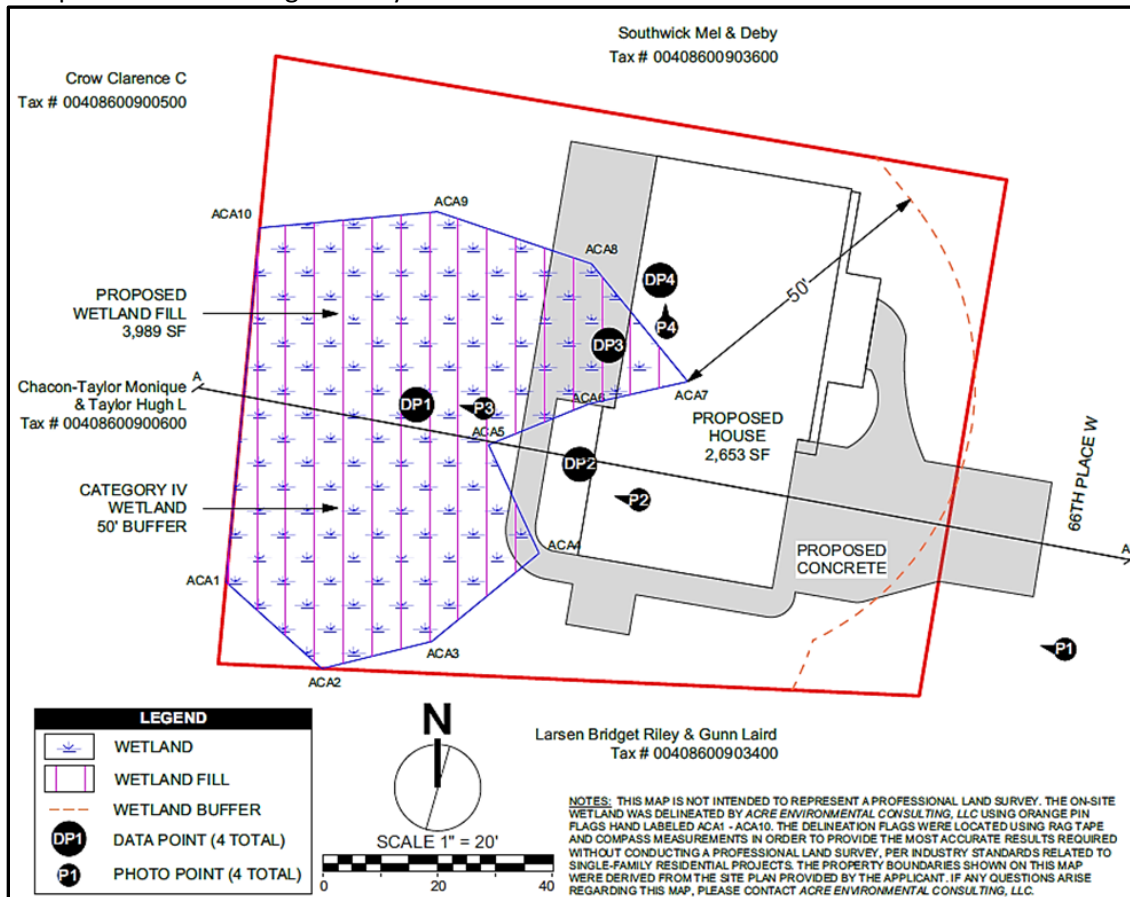 Southwick Mel & Deby
Tax # 00408600903600
Crow Clarence C
Tax # 00408600900500
ACA10
ACA9
ACA8
PROPOSED
WETLAND FILL
3,989 SF
DP4
P4
50'
DP3
Chacon-Taylor Monique
& Taylor Hugh L
Tax # 00408600900600
A
DP1
P3
ACA6
ACA7
ACA5
PROPOSED
HOUSE
2,653 SF
66TH PLACE W
DP2
P2
CATEGORY IV
WETLAND
50' BUFFER
ACA4
PROPOSED
CONCRETE
A'
ACA1
ACA3
ACA2
P1
LEGEND
WETLAND
WETLAND FILL
WETLAND BUFFER
DP1 DATA POINT (4 TOTAL)
P1 PHOTO POINT (4 TOTAL)
N
SCALE 1" = 20'
0 20 40
Larsen Bridget Riley & Gunn Laird
Tax # 00408600903400
NOTES: THIS MAP IS NOT INTENDED TO REPRESENT A PROFESSIONAL LAND SURVEY. THE ON-SITE
WETLAND WAS DELINEATED BY ACRE ENVIRONMENTAL CONSULTING, LLC USING ORANGE PIN
FLAGS HAND LABELED ACA1 - ACA10. THE DELINEATION FLAGS WERE LOCATED USING RAG TAPE
AND COMPASS MEASUREMENTS IN ORDER TO PROVIDE THE MOST ACCURATE RESULTS REQUIRED
WITHOUT CONDUCTING A PROFESSIONAL LAND SURVEY, PER INDUSTRY STANDARDS RELATED TO
SINGLE-FAMILY RESIDENTIAL PROJECTS. THE PROPERTY BOUNDARIES SHOWN ON THIS MAP
WERE DERIVED FROM THE SITE PLAN PROVIDED BY THE APPLICANT. IF ANY QUESTIONS ARISE
REGARDING THIS MAP, PLEASE CONTACT ACRE ENVIRONMENTAL CONSULTING, LLC.